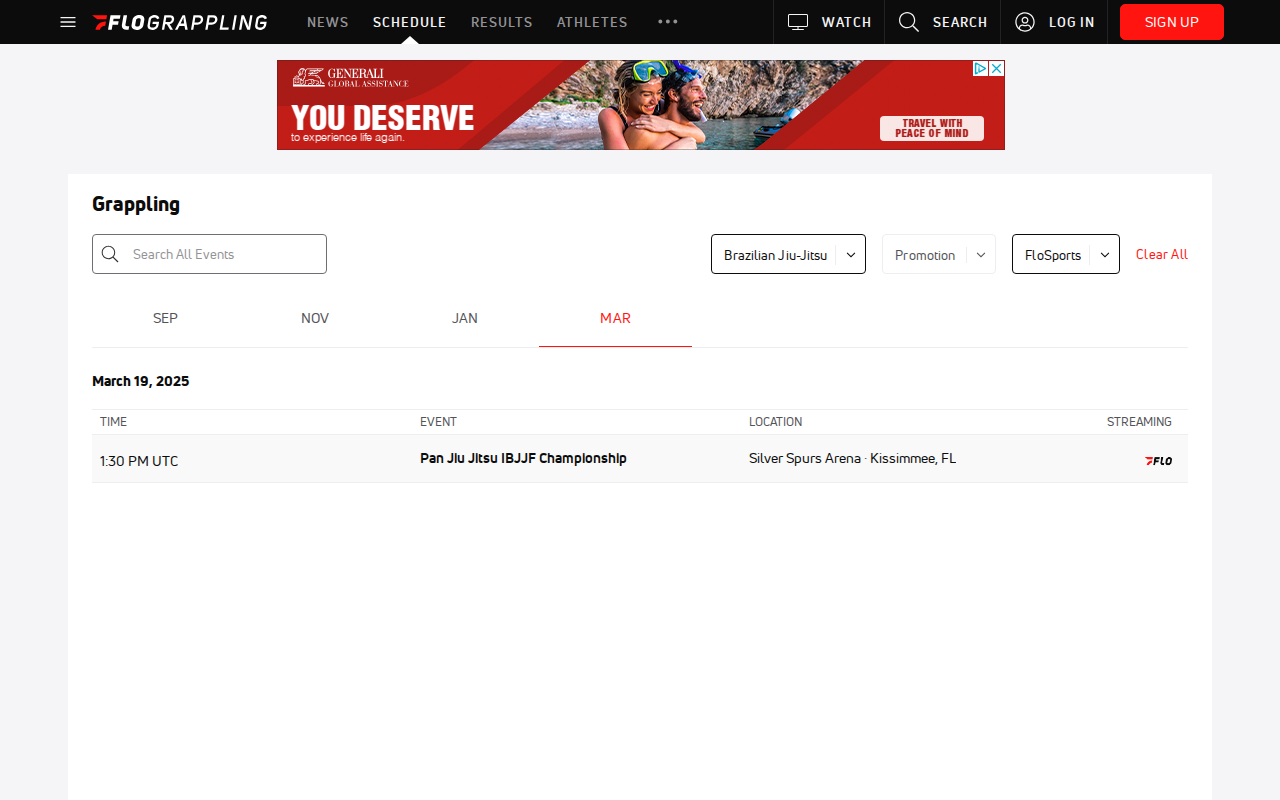 FLOGRAPPLING NEWS SCHEDULE RESULTS ATHLETES WATCH SEARCH LOG IN SIGN UP
GENERALI
GLOBAL ASSISTANCE
YOU DESERVE
to experience life again.
TRAVEL WITH
PEACE OF MIND
Grappling
Search All Events
Brazilian Jiu-Jitsu
Promotion
FloSports
Clear All
SEP NOV JAN MAR
March 19, 2025
TIME EVENT LOCATION STREAMING
1:30 PM UTC Pan Jiu Jitsu IBJJF Championship Silver Spurs Arena · Kissimmee, FL FLO